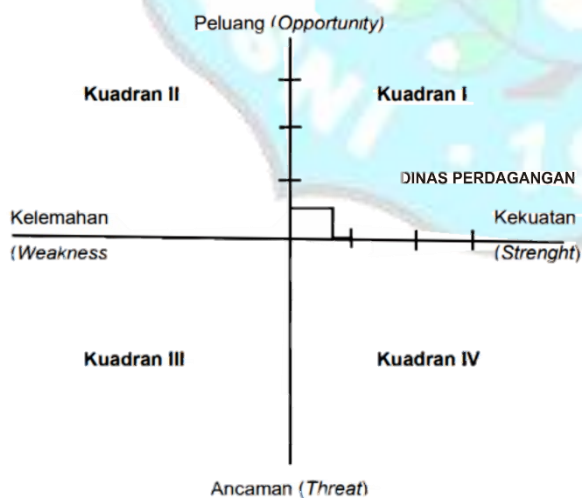 Peluang (Opportunity)
Kuadran II
Kuadran I
DINAS PERDAGANGAN
Kelemahan
Kekuatan
(Weakness
(Strenght)
Kuadran III
Kuadran IV
Ancaman (Threat)